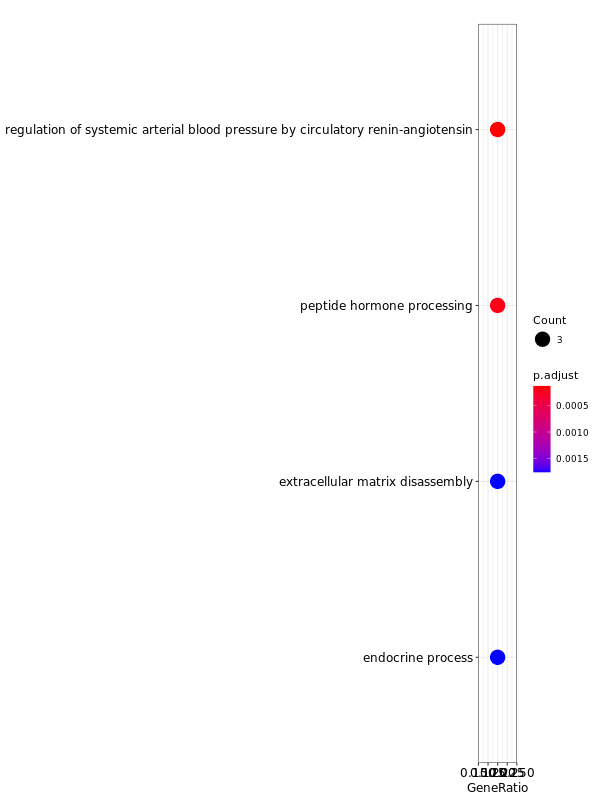 regulation of systemic arterial blood pressure by circulatory renin-angiotensin
peptide hormone processing
extracellular matrix disassembly
endocrine process
Count
3
p.adjust
0.0005
0.0010
0.0015
GeneRatio